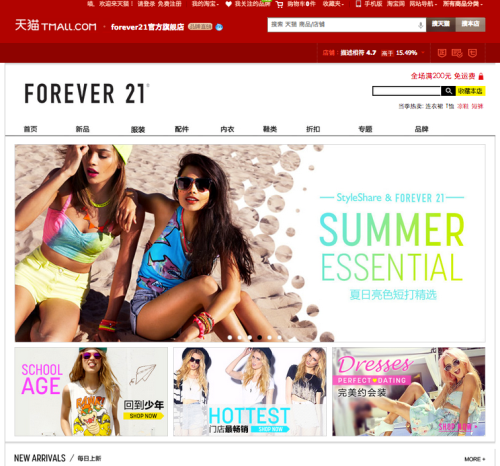 喵，欢迎来天猫！ 请登录 免费注册 我的淘宝 我关注的品牌 购物车0件 收藏夹 手机版 淘宝网 网站导航 所有商品分类
天猫 TMALL.COM · forever21官方旗舰店 品牌直销 搜索 天猫 商品/店铺 搜天猫 搜本店
店铺: 描述相符 4.7 高于 15.49%
全场满200元 免运费
FOREVER 21®
收藏本店
当季热卖: 连衣裙 T恤 凉鞋 短裤
首页 新品 服装 配件 内衣 鞋类 折扣 专题 品牌
StyleShare & FOREVER 21
SUMMER
ESSENTIAL
夏日亮色短打精选
SCHOOL
AGE
回到少年
SHOP NOW
HOTTEST
门店最畅销 SHOP NOW
Dresses
PERFECT DATING
完美约会装
SHOP NOW
NEW ARRIVALS / 每日上新 MORE +